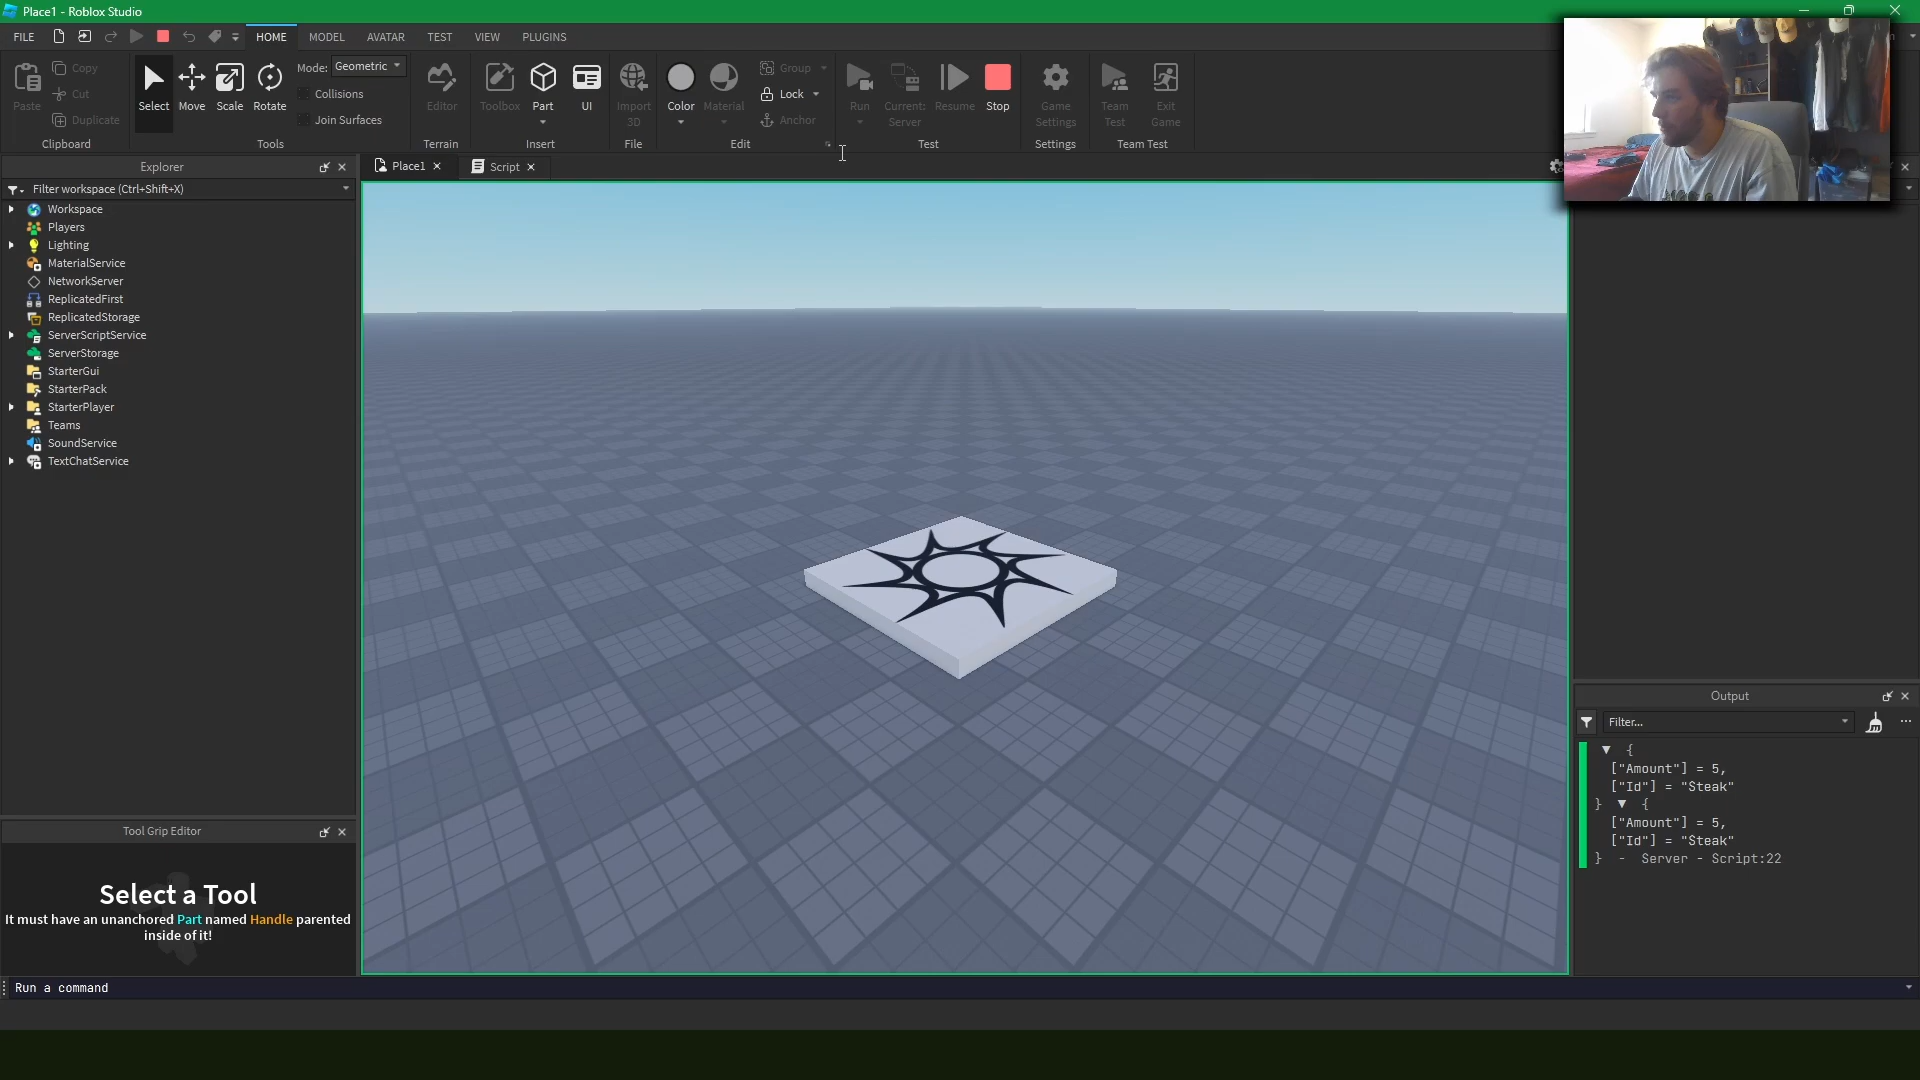 Place1 - Roblox Studio
FILE
HOME
MODEL
AVATAR
TEST
VIEW
PLUGINS
Paste
Copy
Cut
Duplicate
Clipboard
Select
Move
Scale
Rotate
Mode: Geometric
Collisions
Join Surfaces
Tools
Editor
Terrain
Toolbox
Part
UI
Insert
Import 3D
File
Color
Material
Group
Lock
Anchor
Edit
Run
Current: Server
Resume
Stop
Test
Game Settings
Settings
Team Test
Exit Game
Team Test
Explorer
Place1
Script
Filter workspace (Ctrl+Shift+X)
Workspace
Players
Lighting
MaterialService
NetworkServer
ReplicatedFirst
ReplicatedStorage
ServerScriptService
ServerStorage
StarterGui
StarterPack
StarterPlayer
Teams
SoundService
TextChatService
Tool Grip Editor
Select a Tool
It must have an unanchored Part named Handle parented
inside of it!
Output
Filter...
▼ {
["Amount"] = 5,
["Id"] = "Steak"
} ▼ {
["Amount"] = 5,
["Id"] = "Steak"
} - Server - Script:22
Run a command